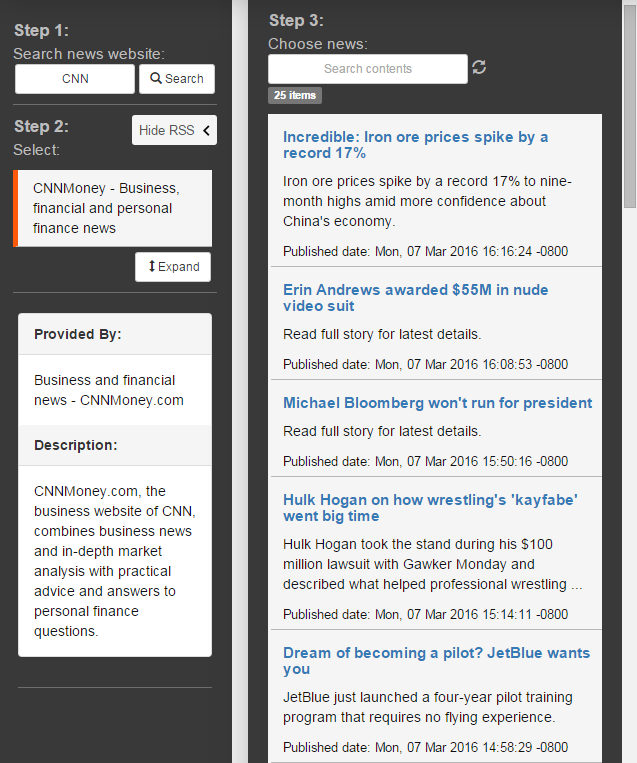 Step 1:
Search news website:
CNN
Search
Step 2:
Hide RSS
Select:
CNNMoney - Business,
financial and personal
finance news
Expand
Provided By:
Business and financial
news - CNNMoney.com
Description:
CNNMoney.com, the
business website of CNN,
combines business news
and in-depth market
analysis with practical
advice and answers to
personal finance
questions.
Step 3:
Choose news:
Search contents
25 items
Incredible: Iron ore prices spike by a
record 17%
Iron ore prices spike by a record 17% to nine-
month highs amid more confidence about
China's economy.
Published date: Mon, 07 Mar 2016 16:16:24 -0800
Erin Andrews awarded $55M in nude
video suit
Read full story for latest details.
Published date: Mon, 07 Mar 2016 16:08:53 -0800
Michael Bloomberg won't run for president
Read full story for latest details.
Published date: Mon, 07 Mar 2016 15:50:16 -0800
Hulk Hogan on how wrestling's 'kayfabe'
went big time
Hulk Hogan took the stand during his $100
million lawsuit with Gawker Monday and
described what helped professional wrestling ...
Published date: Mon, 07 Mar 2016 15:14:11 -0800
Dream of becoming a pilot? JetBlue wants
you
JetBlue just launched a four-year pilot training
program that requires no flying experience.
Published date: Mon, 07 Mar 2016 14:58:29 -0800